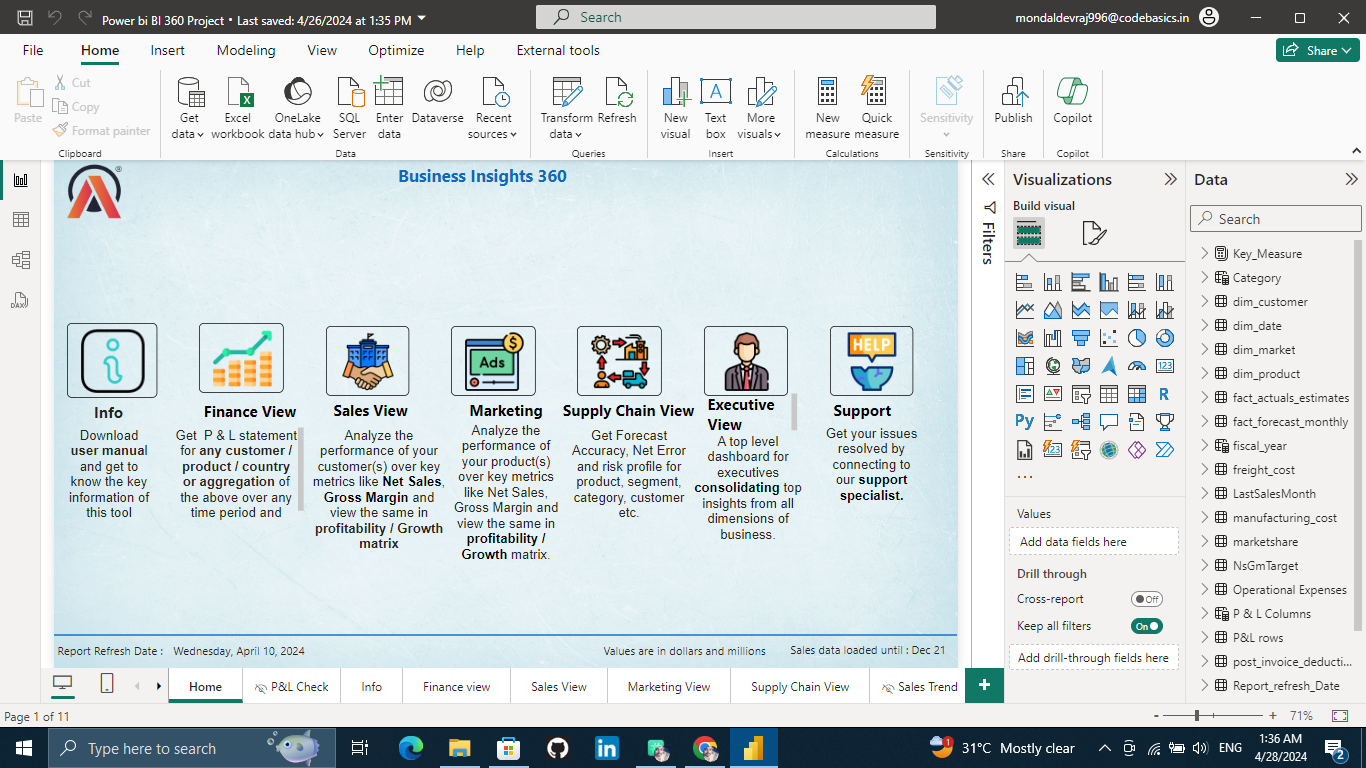 Power bi BI 360 Project • Last saved: 4/26/2024 at 1:35 PM
Search
mondaldevraj996@codebasics.in
File
Home
Insert
Modeling
View
Optimize
Help
External tools
Share
Paste
Cut
Copy
Format painter
Get data
Excel workbook
OneLake data hub
SQL Server
Enter data
Dataverse
Recent sources
Transform data
Refresh
New visual
A
Text box
More visuals
New measure
Quick measure
Sensitivity
Publish
Copilot
Clipboard
Data
Queries
Insert
Calculations
Sensitivity
Share
Copilot
Business Insights 360
Info
Download
user manual
and get to
know the key
information of
this tool
Finance View
Get P & L statement
for any customer /
product / country
or aggregation of
the above over any
time period and
Sales View
Analyze the
performance of your
customer(s) over key
metrics like Net Sales,
Gross Margin and
view the same in
profitability / Growth
matrix
Ads
$
Marketing
Analyze the
performance of
your product(s)
over key metrics
like Net Sales,
Gross Margin and
view the same in
profitability /
Growth matrix.
Supply Chain View
Get Forecast
Accuracy, Net Error
and risk profile for
product, segment,
category, customer
etc.
Executive
View
A top level
dashboard for
executives
consolidating top
insights from all
dimensions of
business.
HELP
Support
Get your issues
resolved by
connecting to
our support
specialist.
Report Refresh Date : Wednesday, April 10, 2024
Values are in dollars and millions
Sales data loaded until : Dec 21
Filters
Visualizations
Build visual
123
R
Py
...
Values
Add data fields here
Drill through
Cross-report
Off
Keep all filters
On
Add drill-through fields here
Data
Search
Key_Measure
Category
dim_customer
dim_date
dim_market
dim_product
fact_actuals_estimates
fact_forecast_monthly
fiscal_year
freight_cost
LastSalesMonth
manufacturing_cost
marketshare
NsGmTarget
Operational Expenses
P & L Columns
P&L rows
post_invoice_deducti...
Report_refresh_Date
Home
P&L Check
Info
Finance view
Sales View
Marketing View
Supply Chain View
Sales Trend
+
Page 1 of 11
- + 71%
Type here to search
1
31°C Mostly clear
ENG
1:36 AM
4/28/2024
2